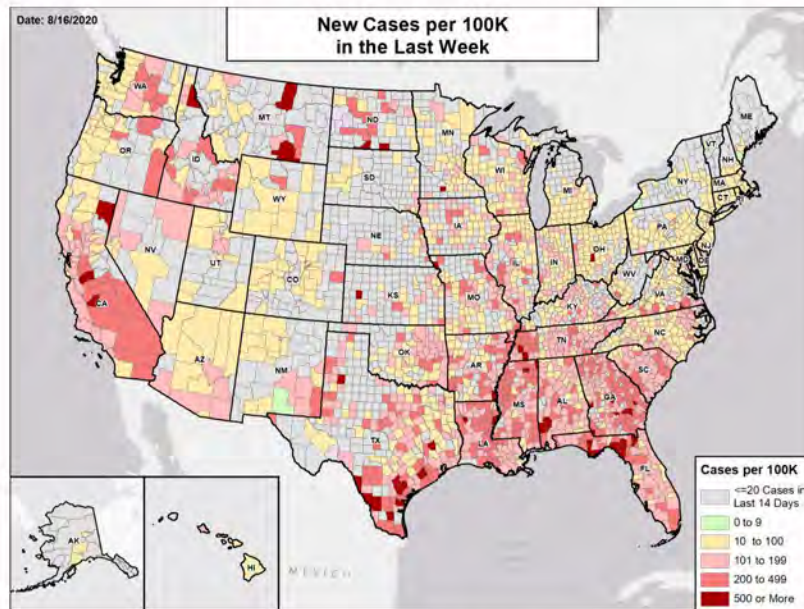 Date: 8/16/2020
New Cases per 100K
in the Last Week
WA
MT
ND
MN
ME
VT
NH
OR
ID
SD
WI
MI
NY
MA
CT
WY
IA
PA
NJ
NE
NV
UT
CO
IL
IN
OH
MD
DE
WV
VA
CA
KS
MO
KY
NC
TN
AZ
NM
OK
AR
SC
MS
AL
GA
TX
LA
FL
Cases per 100K
<=20 Cases in
Last 14 Days
0 to 9
10 to 100
101 to 199
200 to 499
500 or More
AK
HI
MEXICO